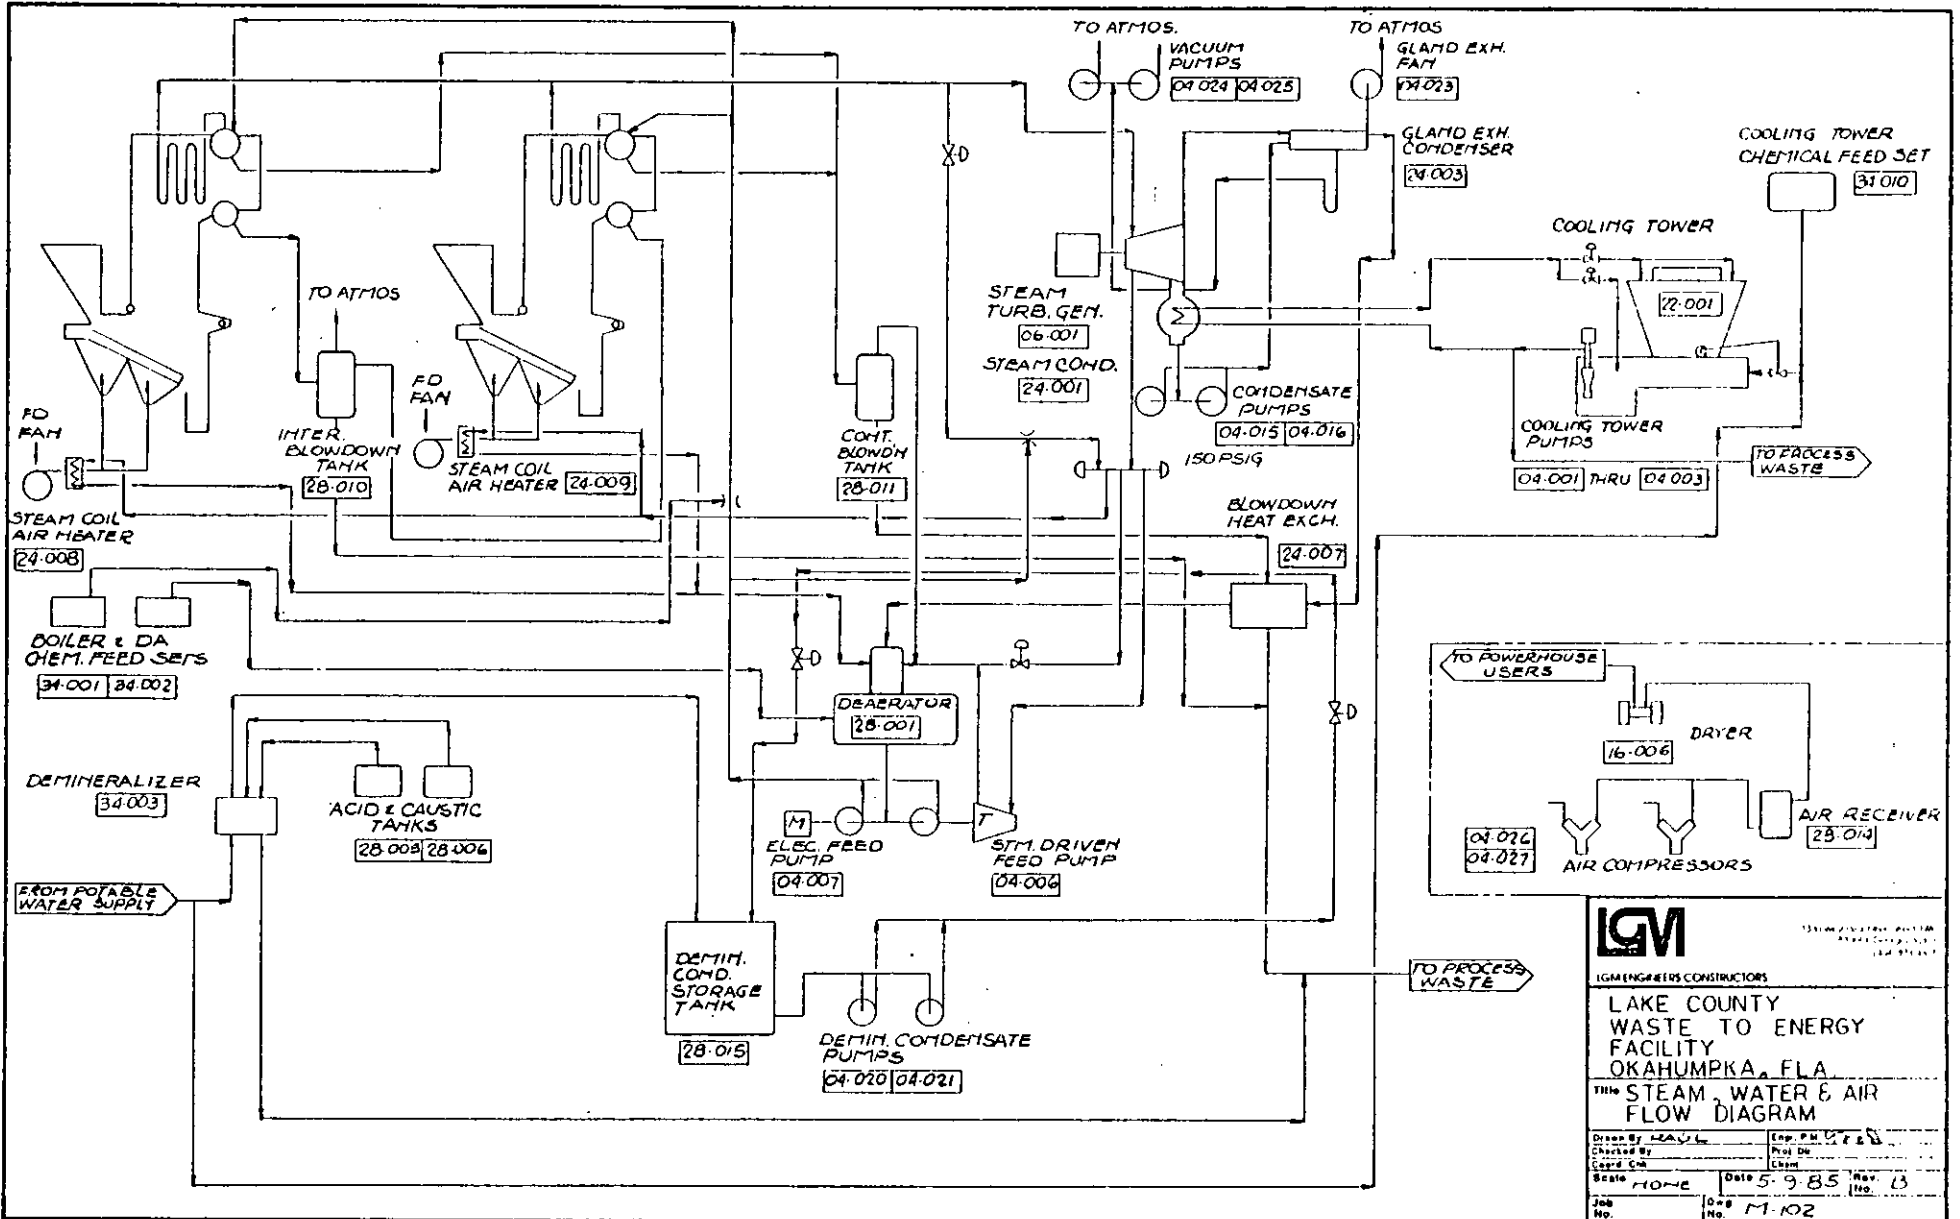 TO ATMOS.
VACUUM
PUMPS
04·024 04·025
TO ATMOS
GLAND EXH.
FAN
04·023
GLAND EXH.
CONDENSER
24·003
COOLING TOWER
CHEMICAL FEED SET
34·010
COOLING TOWER
22·001
STEAM
TURB. GEN.
06·001
STEAM COND.
24·001
CONDENSATE
PUMPS
04·015 04·016
150 PSIG
COOLING TOWER
PUMPS
04·001 THRU 04·003
TO PROCESS
WASTE
TO ATMOS
FD
FAN
FD
FAN
INTER.
BLOWDOWN
TANK
28·010
STEAM COIL
AIR HEATER 24·009
CONT.
BLOWD'N
TANK
28·011
STEAM COIL
AIR HEATER
24·008
BLOWDOWN
HEAT EXCH.
24·007
BOILER & DA
CHEM. FEED SETS
34·001 34·002
DEAERATOR
28·001
TO POWERHOUSE
USERS
DRYER
16·006
AIR RECEIVER
28·014
04·026
04·027
AIR COMPRESSORS
DEMINERALIZER
34·003
ACID & CAUSTIC
TANKS
28·005 28·006
M
ELEC. FEED
PUMP
04·007
T
STM. DRIVEN
FEED PUMP
04·006
FROM POTABLE
WATER SUPPLY
DEMIN.
COND.
STORAGE
TANK
28·015
DEMIN. CONDENSATE
PUMPS
04·020 04·021
TO PROCESS
WASTE
LGM
LGM ENGINEERS CONSTRUCTORS
LAKE COUNTY
WASTE TO ENERGY
FACILITY
OKAHUMPKA, FLA.
Title STEAM, WATER & AIR
FLOW DIAGRAM
Drawn By RAUL
Checked By
Scale NONE Date 5·9·85 Rev. No. B
Job No. Dwg No. M-102